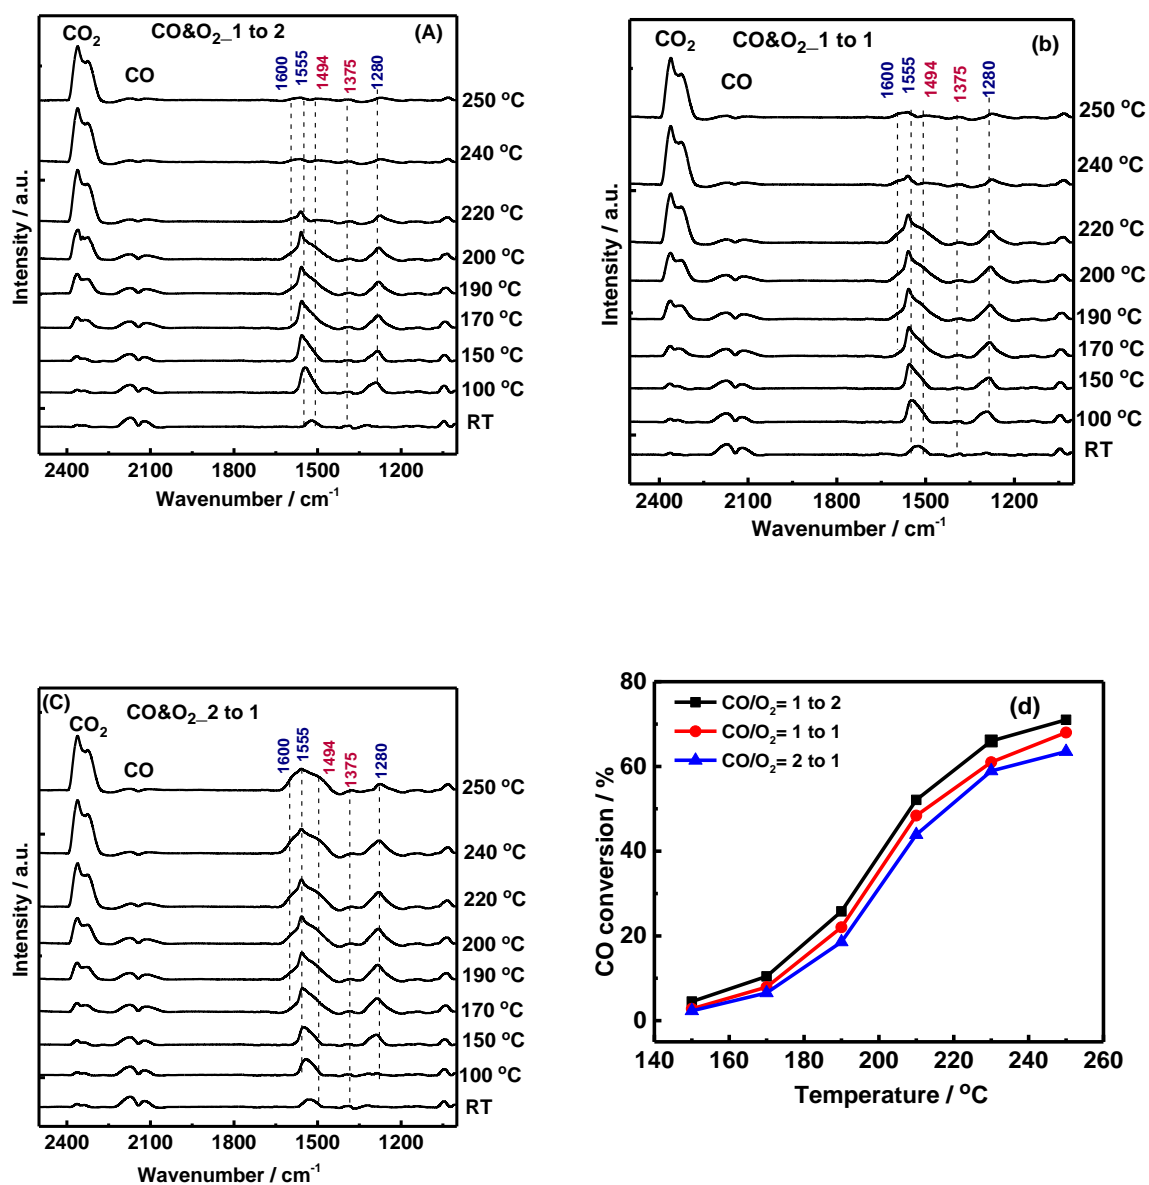 CO&O₂_1 to 2
(A)
CO₂
CO
1600
1555
1494
1375
1280
250 °C
240 °C
220 °C
200 °C
190 °C
170 °C
150 °C
100 °C
RT
Intensity / a.u.
2400 2100 1800 1500 1200
Wavenumber / cm⁻¹
CO&O₂_1 to 1
(b)
CO₂
CO
1600
1555
1494
1375
1280
250 °C
240 °C
220 °C
200 °C
190 °C
170 °C
150 °C
100 °C
RT
Intensity / a.u.
2400 2100 1800 1500 1200
Wavenumber / cm⁻¹
(C)
CO&O₂_2 to 1
CO₂
CO
1600
1555
1494
1375
1280
250 °C
240 °C
220 °C
200 °C
190 °C
170 °C
150 °C
100 °C
RT
Intensity / a.u.
2400 2100 1800 1500 1200
Wavenumber / cm⁻¹
(d)
CO/O₂= 1 to 2
CO/O₂= 1 to 1
CO/O₂= 2 to 1
CO conversion / %
80
60
40
20
0
140 160 180 200 220 240 260
Temperature / °C